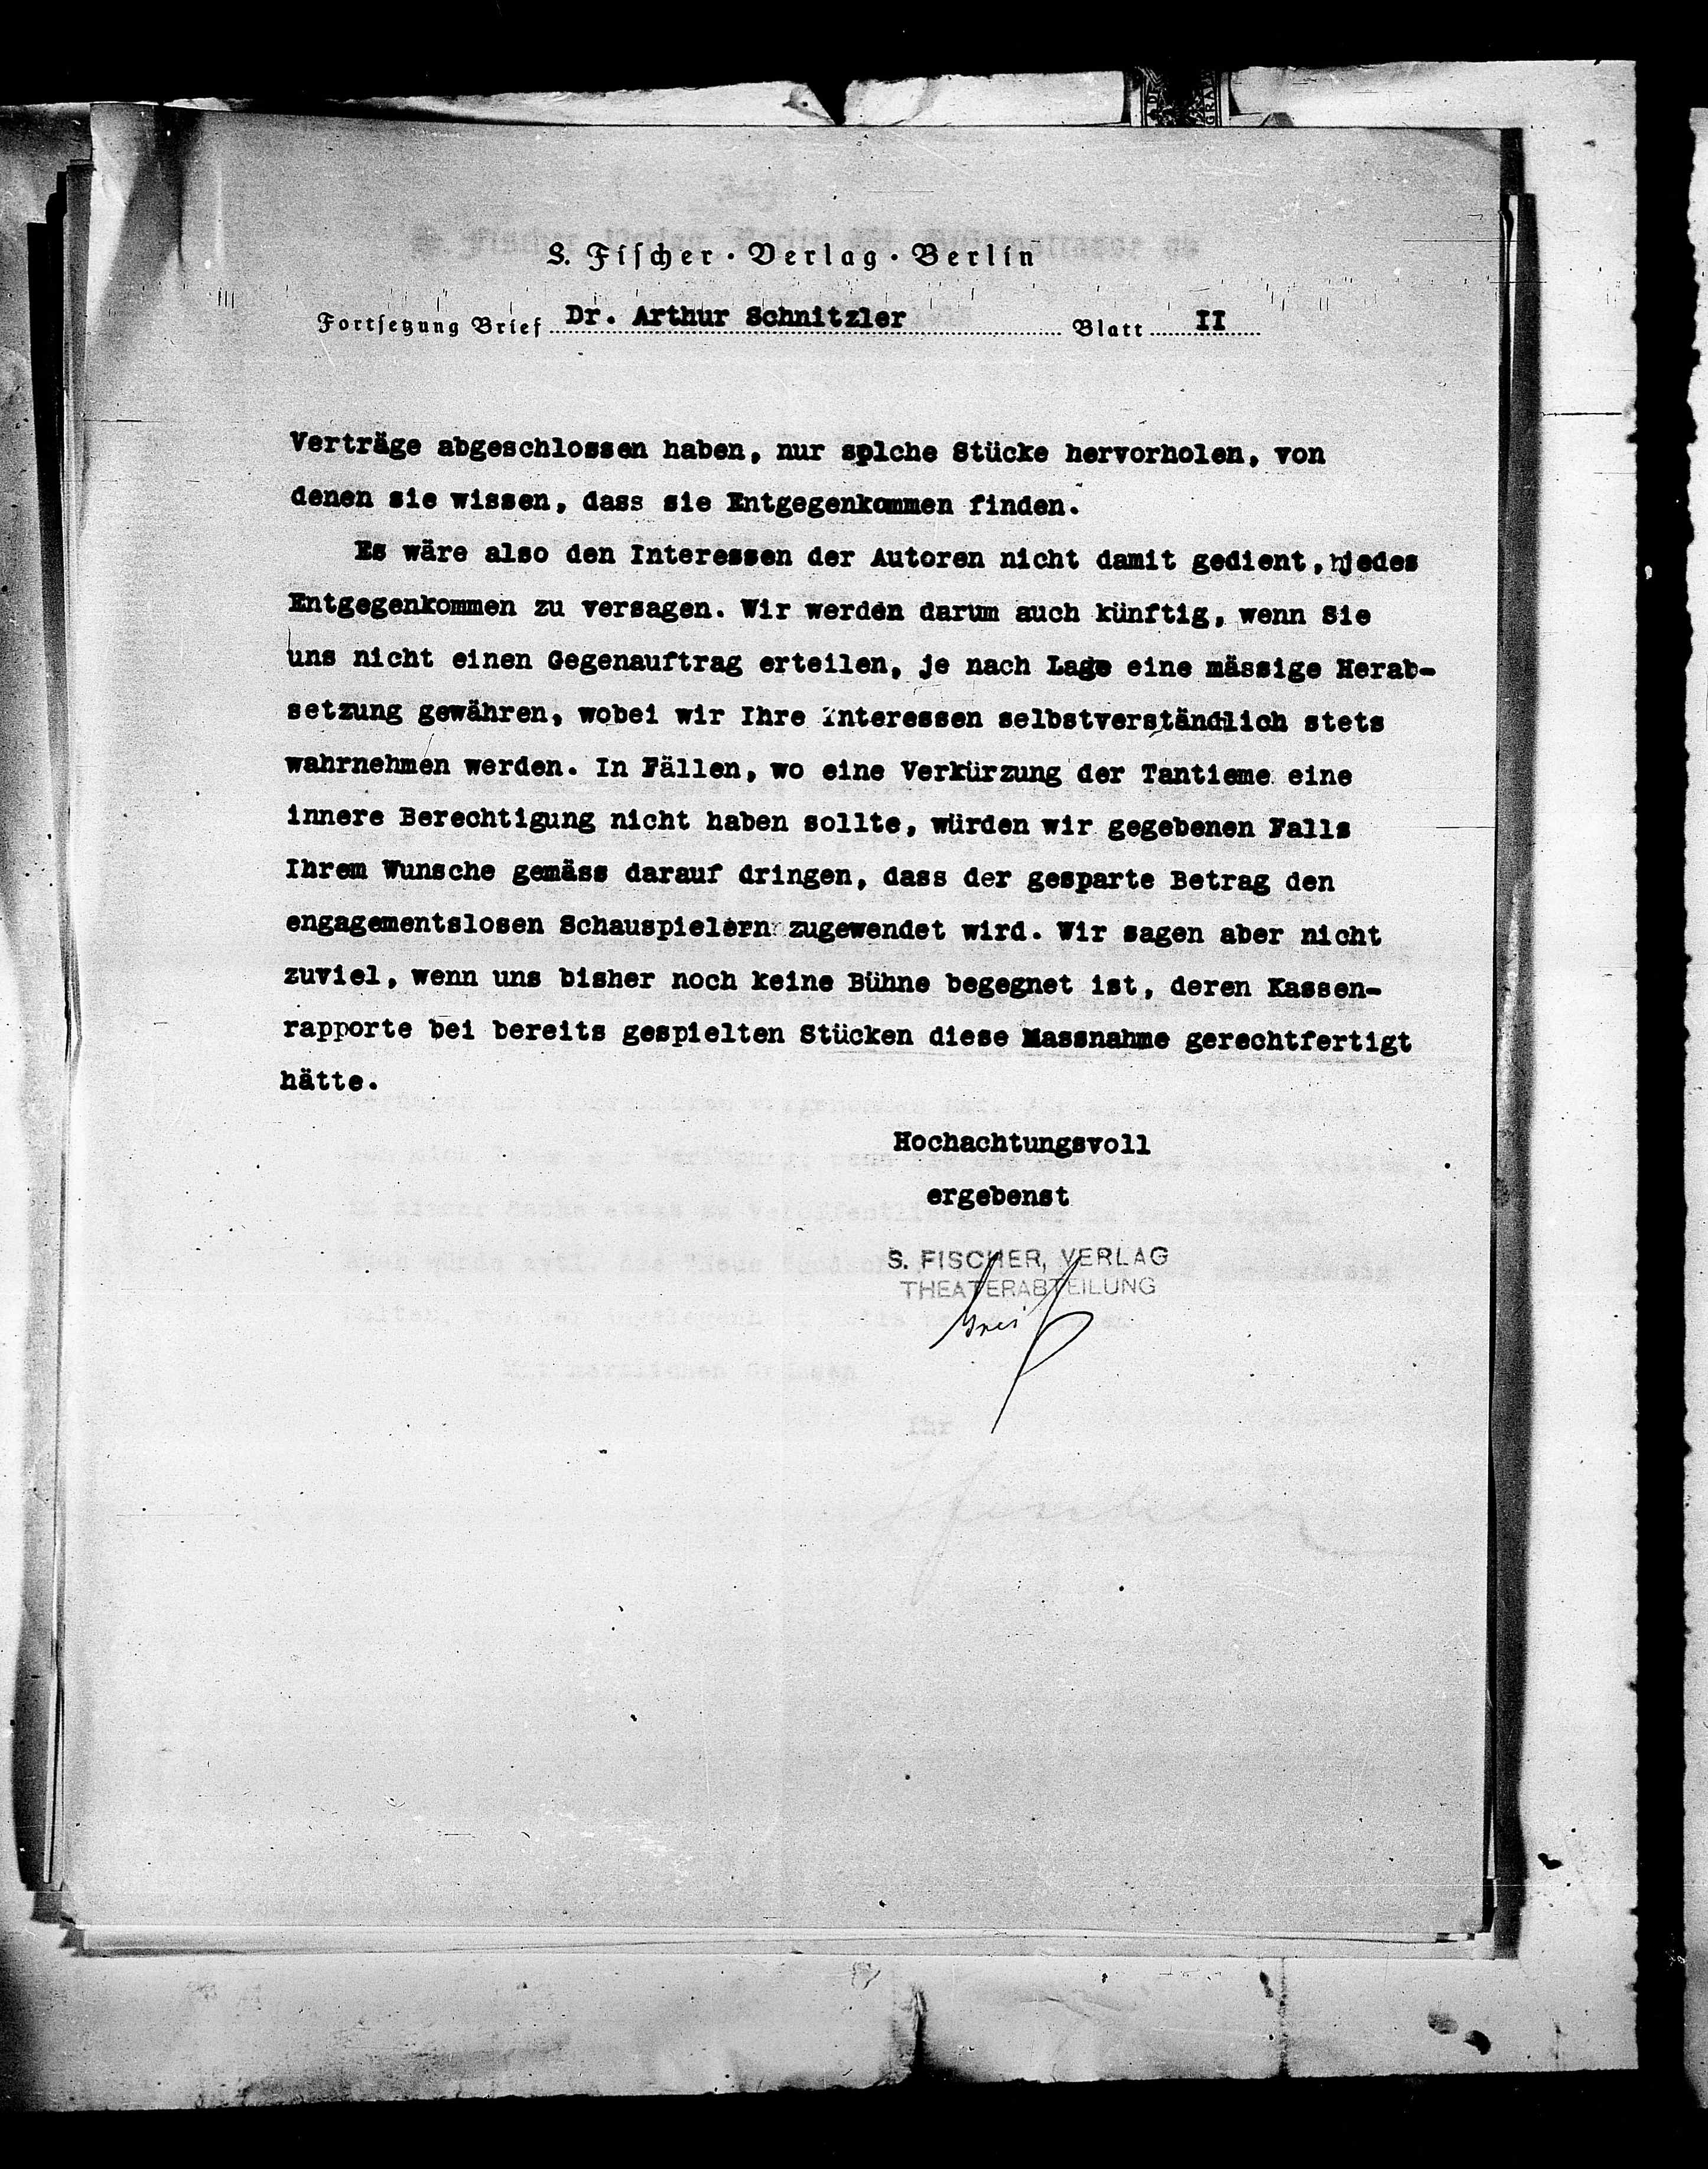 S. Fischer · Verlag · Berlin
Fortsetzung Brief Dr. Arthur Schnitzler Blatt II
Verträge abgeschlossen haben, nur solche Stücke hervorholen, von
denen sie wissen, dass sie Entgegenkommen finden.
Es wäre also den Interessen der Autoren nicht damit gedient, jedes
Entgegenkommen zu versagen. Wir werden darum auch künftig, wenn Sie
uns nicht einen Gegenauftrag erteilen, je nach Lage eine mässige Herab-
setzung gewähren, wobei wir Ihre Interessen selbstverständlich stets
wahrnehmen werden. In Fällen, wo eine Verkürzung der Tantieme eine
innere Berechtigung nicht haben sollte, würden wir gegebenen Falls
Ihrem Wunsche gemäss darauf dringen, dass der gesparte Betrag den
engagementslosen Schauspielern zugewendet wird. Wir sagen aber nicht
zuviel, wenn uns bisher noch keine Bühne begegnet ist, deren Kassen-
rapporte bei bereits gespielten Stücken diese Massnahme gerechtfertigt
hätte.
Hochachtungsvoll
ergebenst
S. FISCHER, VERLAG
THEATERABTEILUNG